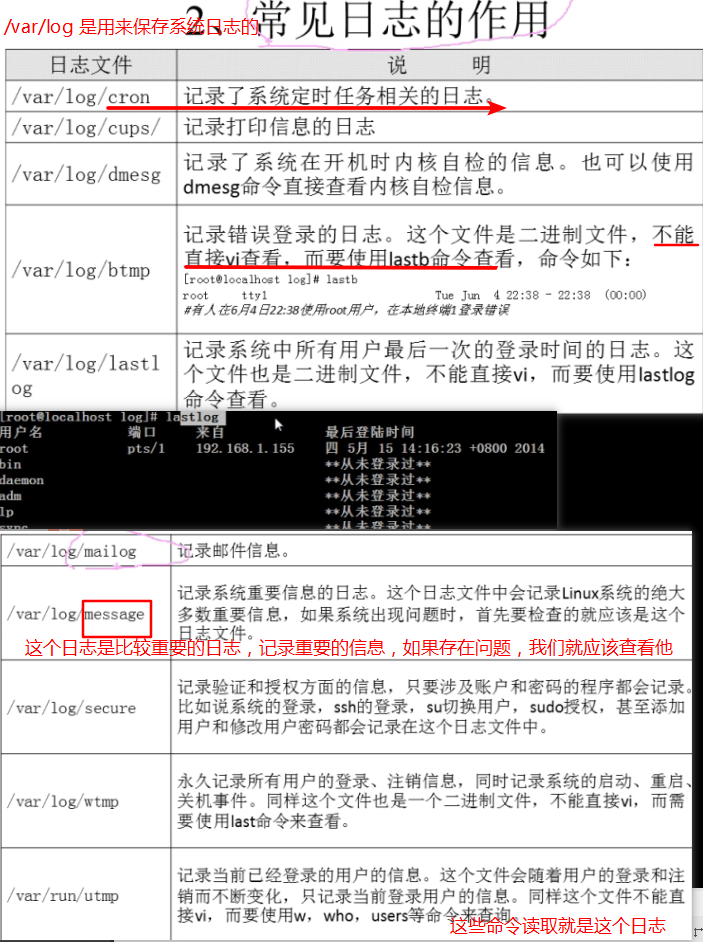 2、常见日志的作用
/var/log 是用来保存系统日志的
日志文件 说 明
/var/log/cron 记录了系统定时任务相关的日志。
/var/log/cups/ 记录打印信息的日志
/var/log/dmesg 记录了系统在开机时内核自检的信息。也可以使用
dmesg命令直接查看内核自检信息。
/var/log/btmp 记录错误登录的日志。这个文件是二进制文件，不能
直接vi查看，而要使用lastb命令查看，命令如下：
[root@localhost log]# lastb
root tty1 Tue Jun 4 22:38 - 22:38 (00:00)
#有人在6月4日22:38使用root用户，在本地终端1登录错误
/var/log/lastl
og
记录系统中所有用户最后一次的登录时间的日志。这
个文件也是二进制文件，不能直接vi，而要使用lastlog
命令查看。
[root@localhost log]# lastlog
用户名 端口 来自 最后登陆时间
root pts/1 192.168.1.155 四 5月 15 14:16:23 +0800 2014
bin **从未登录过**
daemon **从未登录过**
adm **从未登录过**
lp **从未登录过**
sync **从未登录过**
/var/log/mailog 记录邮件信息。
/var/log/message 记录系统重要信息的日志。这个日志文件中会记录Linux系统的绝大
多数重要信息，如果系统出现问题时，首先要检查的就应该是这个
日志文件。
这个日志是比较重要的日志，记录重要的信息，如果存在问题，我们就应该查看他
/var/log/secure 记录验证和授权方面的信息，只要涉及账户和密码的程序都会记录。
比如说系统的登录，ssh的登录，su切换用户，sudo授权，甚至添加
用户和修改用户密码都会记录在这个日志文件中。
/var/log/wtmp 永久记录所有用户的登录、注销信息，同时记录系统的启动、重启、
关机事件。同样这个文件也是一个二进制文件，不能直接vi，而需
要使用last命令来查看。
/var/run/utmp 记录当前已经登录的用户的信息。这个文件会随着用户的登录和注
销而不断变化，只记录当前登录用户的信息。同样这个文件不能直
接vi，而要使用w，who，users等命令来查询。
这些命令读取就是这个日志